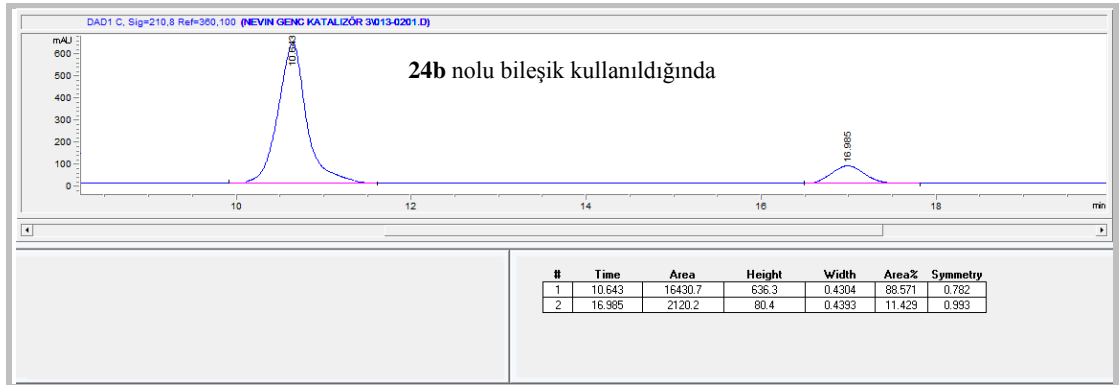 DAD1 C, Sig=210,8 Ref=360,100 (NEVIN GENC KATALIZÖR 3\013-0201.D)
mAU
600
500
400
300
200
100
0
10.643
24b nolu bileşik kullanıldığında
16.985
10 12 14 16 18 min
# Time Area Height Width Area% Symmetry
1 10.643 16430.7 636.3 0.4304 88.571 0.782
2 16.985 2120.2 80.4 0.4393 11.429 0.993